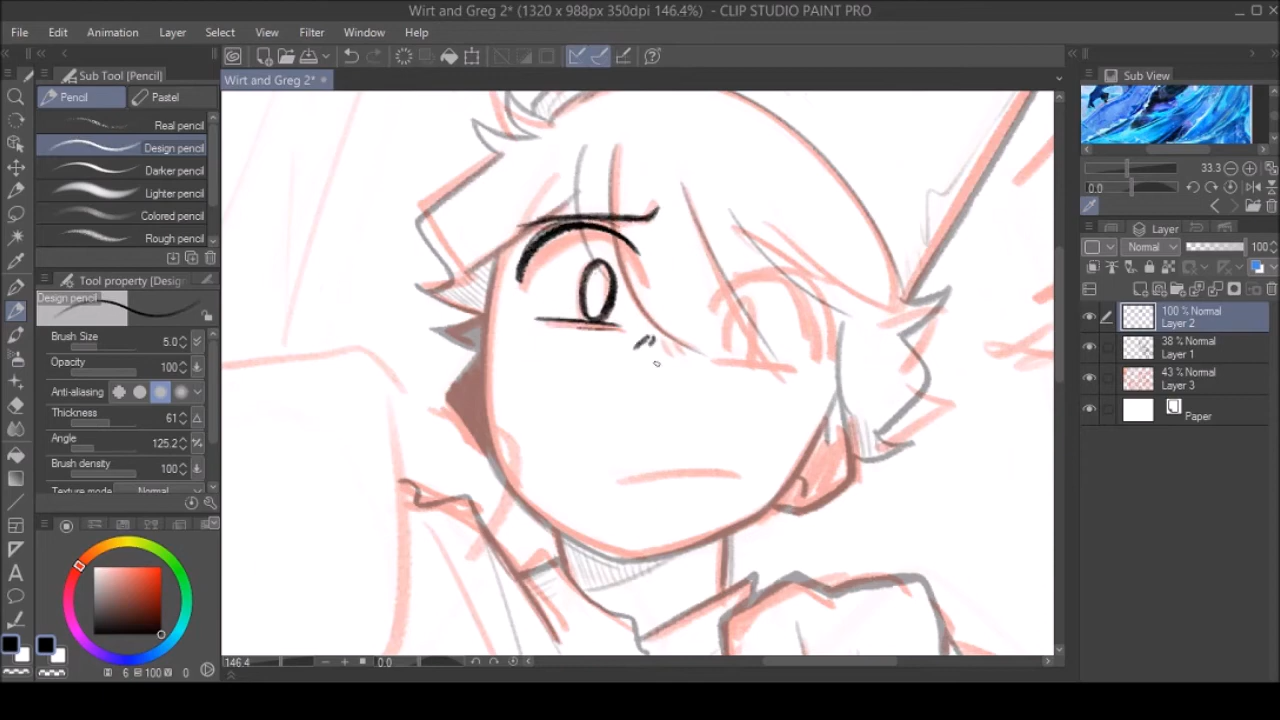 Wirt and Greg 2* (1320 x 988px 350dpi 146.4%) - CLIP STUDIO PAINT PRO
File Edit Animation Layer Select View Filter Window Help
Sub Tool [Pencil]
Wirt and Greg 2*
Sub View
Pencil Pastel
Real pencil
Design pencil
Darker pencil
Lighter pencil
Colored pencil
Rough pencil
33.3
0.0
Layer
Normal 100
Tool property [Desig
Design pencil
100 % Normal
Layer 2
Brush Size 5.0
38 % Normal
Layer 1
Opacity 100
43 % Normal
Layer 3
Anti-aliasing
Thickness 61
Paper
Angle 125.2
Brush density 100
Texture mode Normal
A
146.4 0.0
6 100 0